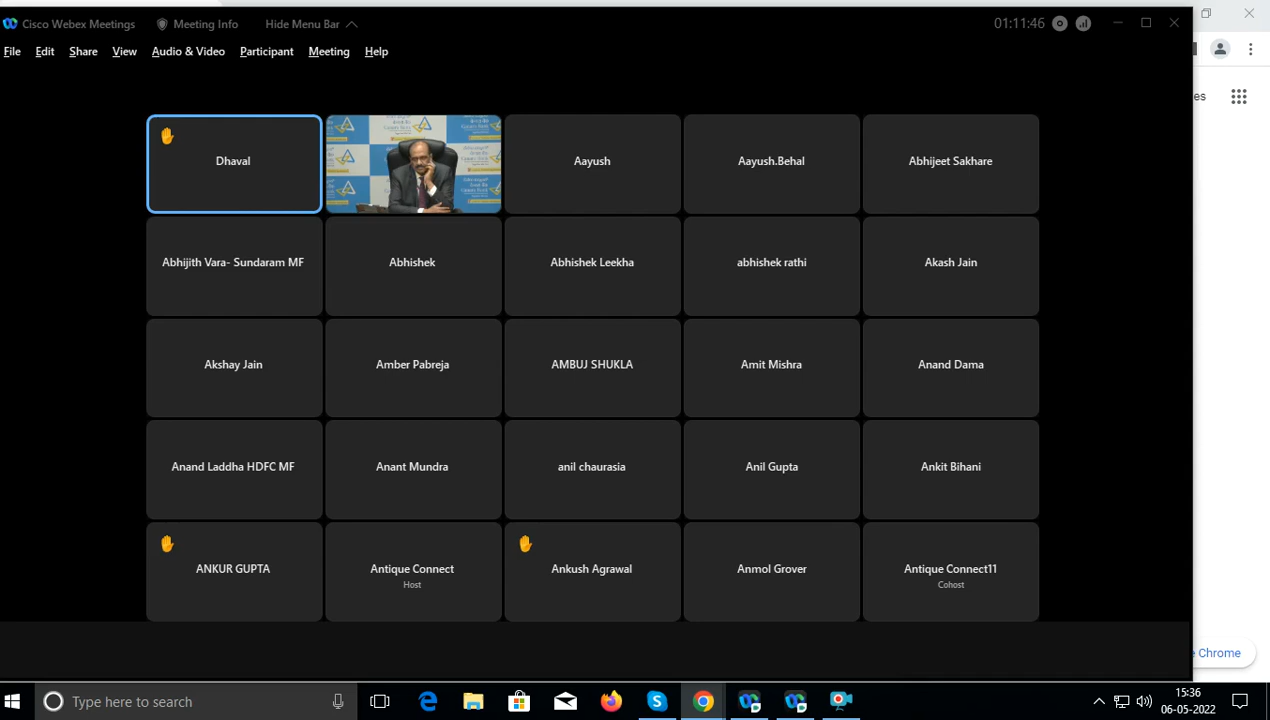 Cisco Webex Meetings Meeting Info Hide Menu Bar 01:11:46
File Edit Share View Audio & Video Participant Meeting Help
es
Dhaval Aayush Aayush.Behal Abhijeet Sakhare
Canara Bank
Abhijith Vara- Sundaram MF Abhishek Abhishek Leekha abhishek rathi Akash Jain
Akshay Jain Amber Pabreja AMBUJ SHUKLA Amit Mishra Anand Dama
Anand Laddha HDFC MF Anant Mundra anil chaurasia Anil Gupta Ankit Bihani
ANKUR GUPTA Antique Connect Ankush Agrawal Anmol Grover Antique Connect11
Host Cohost
e Chrome
Type here to search 15:36
06-05-2022